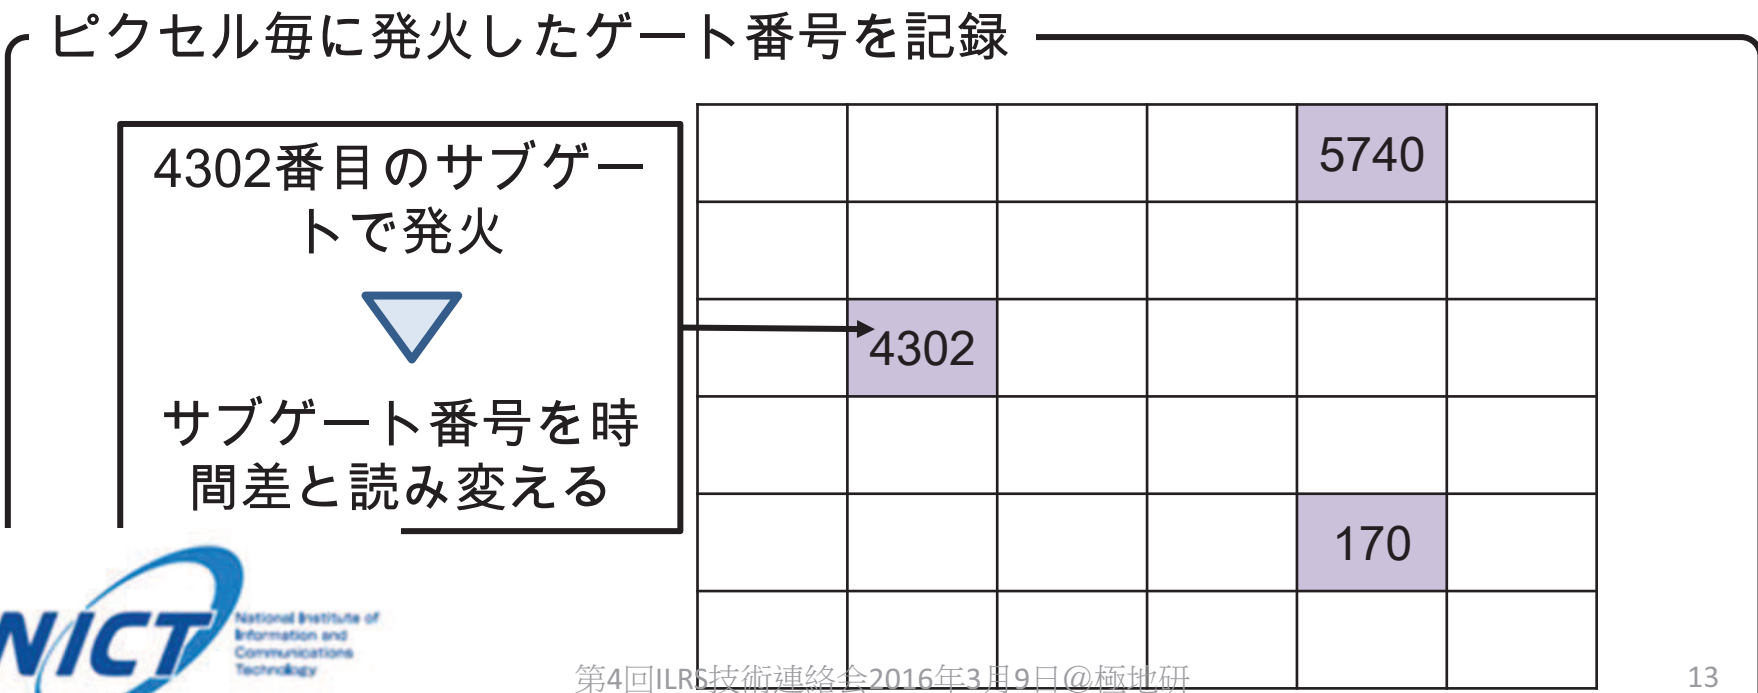 ピクセル毎に発火したゲート番号を記録
4302番目のサブゲー
トで発火
サブゲート番号を時
間差と読み変える
5740
4302
170
NICT
National Institute of
Information and
Communications
Technology
第4回ILRS技術連絡会2016年3月9日@極地研
13